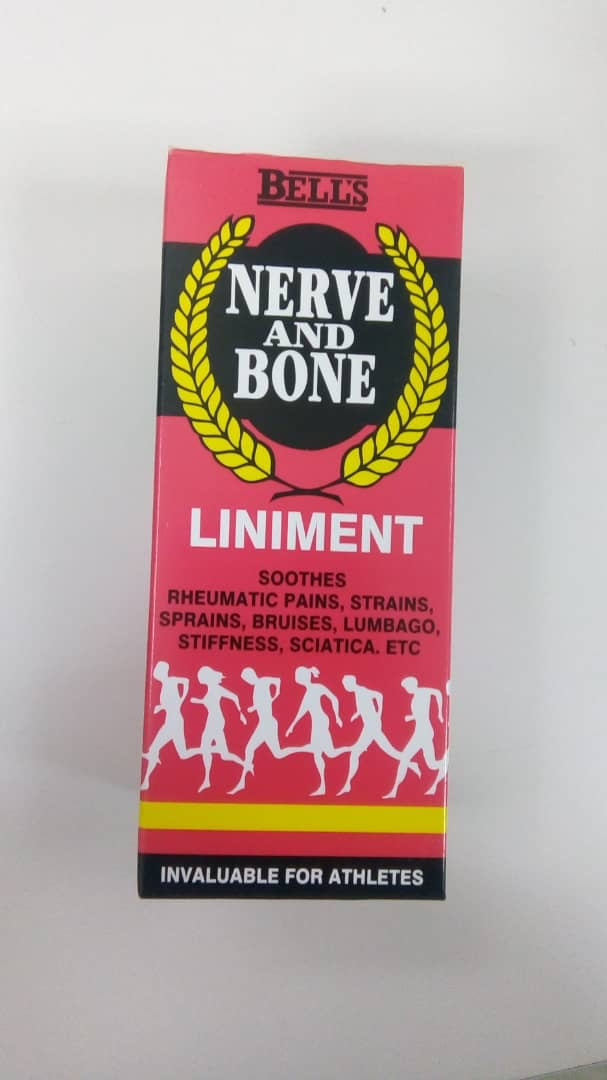 BELL'S
NERVE
AND
BONE
LINIMENT
SOOTHES
RHEUMATIC PAINS, STRAINS,
SPRAINS, BRUISES, LUMBAGO,
STIFFNESS, SCIATICA. ETC
INVALUABLE FOR ATHLETES